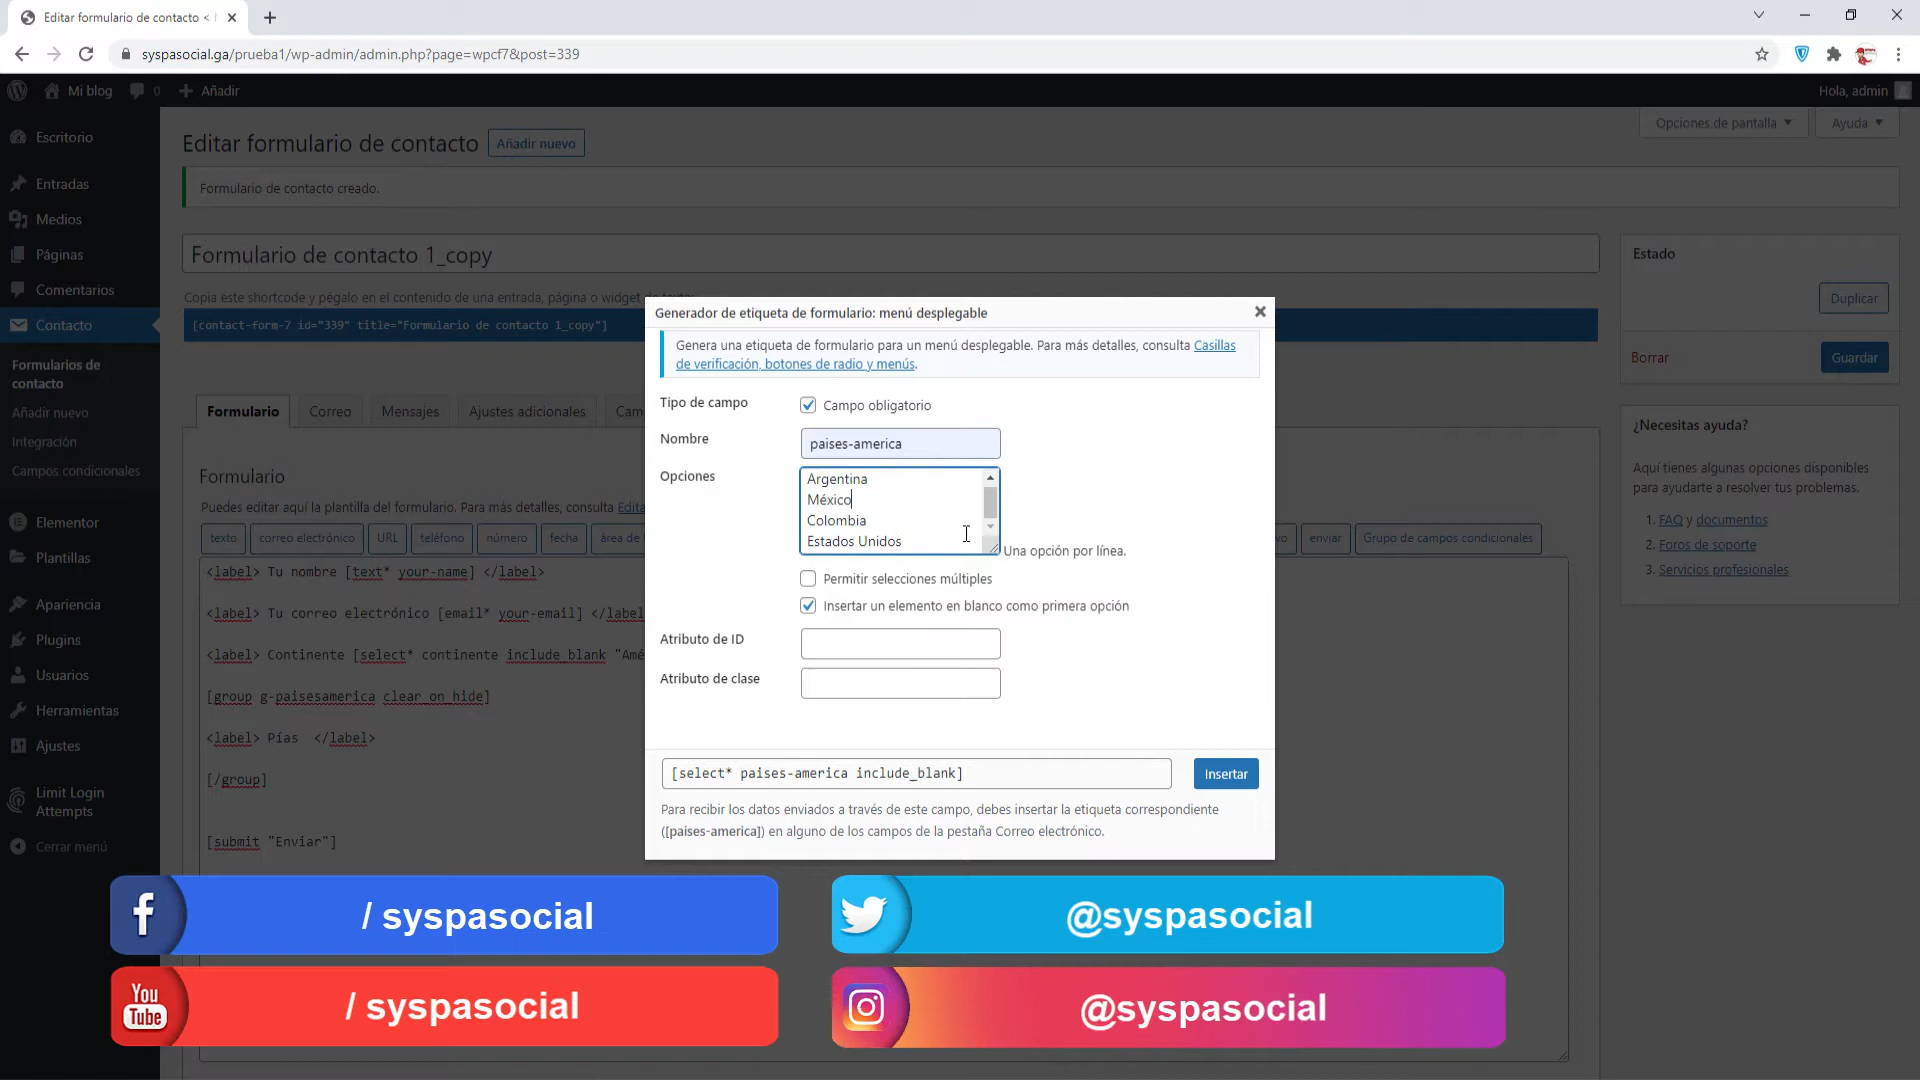 Editar formulario de contacto <
syspasocial.ga/prueba1/wp-admin/admin.php?page=wpcf7&post=339
Mi blog
0
Añadir
Hola, admin
Escritorio
Entradas
Medios
Páginas
Comentarios
Contacto
Formularios de
contacto
Añadir nuevo
Integración
Campos condicionales
Elementor
Plantillas
Apariencia
Plugins
Usuarios
Herramientas
Ajustes
Limit Login
Attempts
Cerrar menú
Opciones de pantalla
Ayuda
Editar formulario de contacto
Añadir nuevo
Formulario de contacto creado.
Formulario de contacto 1_copy
Copia este shortcode y pégalo en el contenido de una entrada, página o widget de
[contact-form-7 id="339" title="Formulario de contacto 1_copy"]
Formulario
Correo
Mensajes
Ajustes adicionales
Formulario
Puedes editar aquí la plantilla del formulario. Para más detalles, consulta
texto
correo electrónico
URL
teléfono
número
fecha
área de
vo
enviar
Grupo de campos condicionales
<label> Tu nombre [text* your-name] </label>
<label> Tu correo electrónico [email* your-email] </label>
<label> Continente [select* continente include_blank "Amé
[group g-paisesamerica clear_on_hide]
<label> Pías  </label>
[/group]
[submit "Enviar"]
Estado
Duplicar
Borrar
Guardar
¿Necesitas ayuda?
Aquí tienes algunas opciones disponibles
para ayudarte a resolver tus problemas.
1. FAQ y documentos
2. Foros de soporte
3. Servicios profesionales
Generador de etiqueta de formulario: menú desplegable
Genera una etiqueta de formulario para un menú desplegable. Para más detalles, consulta Casillas
de verificación, botones de radio y menús.
Tipo de campo
Campo obligatorio
Nombre
paises-america
Opciones
Argentina
México
Colombia
Estados Unidos
Una opción por línea.
Permitir selecciones múltiples
Insertar un elemento en blanco como primera opción
Atributo de ID
Atributo de clase
[select* paises-america include_blank]
Insertar
Para recibir los datos enviados a través de este campo, debes insertar la etiqueta correspondiente
([paises-america]) en alguno de los campos de la pestaña Correo electrónico.
f
/ syspasocial
@syspasocial
You
Tube
/ syspasocial
@syspasocial